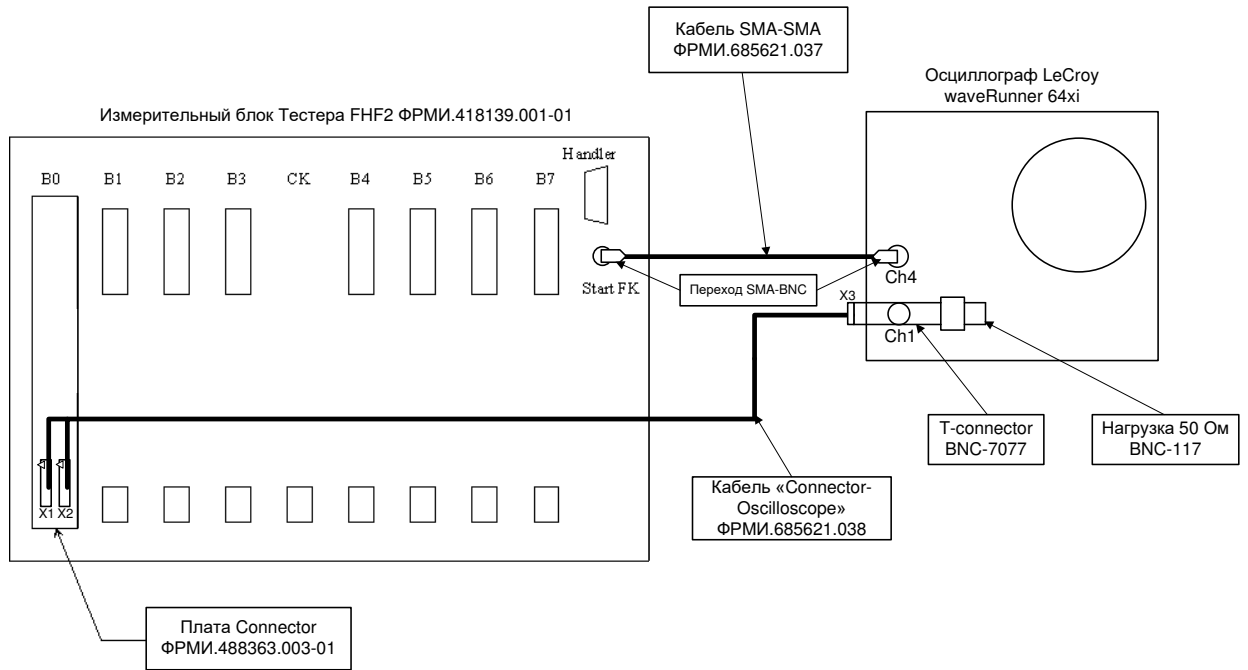 Кабель SMA-SMA
ФРМИ.685621.037
Осциллограф LeCroy
waveRunner 64xi
Измерительный блок Тестера FHF2 ФРМИ.418139.001-01
Handler
B0 B1 B2 B3 CK B4 B5 B6 B7
Start FK
Переход SMA-BNC
Ch4
X3
Ch1
T-connector
BNC-7077
Нагрузка 50 Ом
BNC-117
Кабель «Connector-
Oscilloscope»
ФРМИ.685621.038
X1 X2
Плата Connector
ФРМИ.488363.003-01